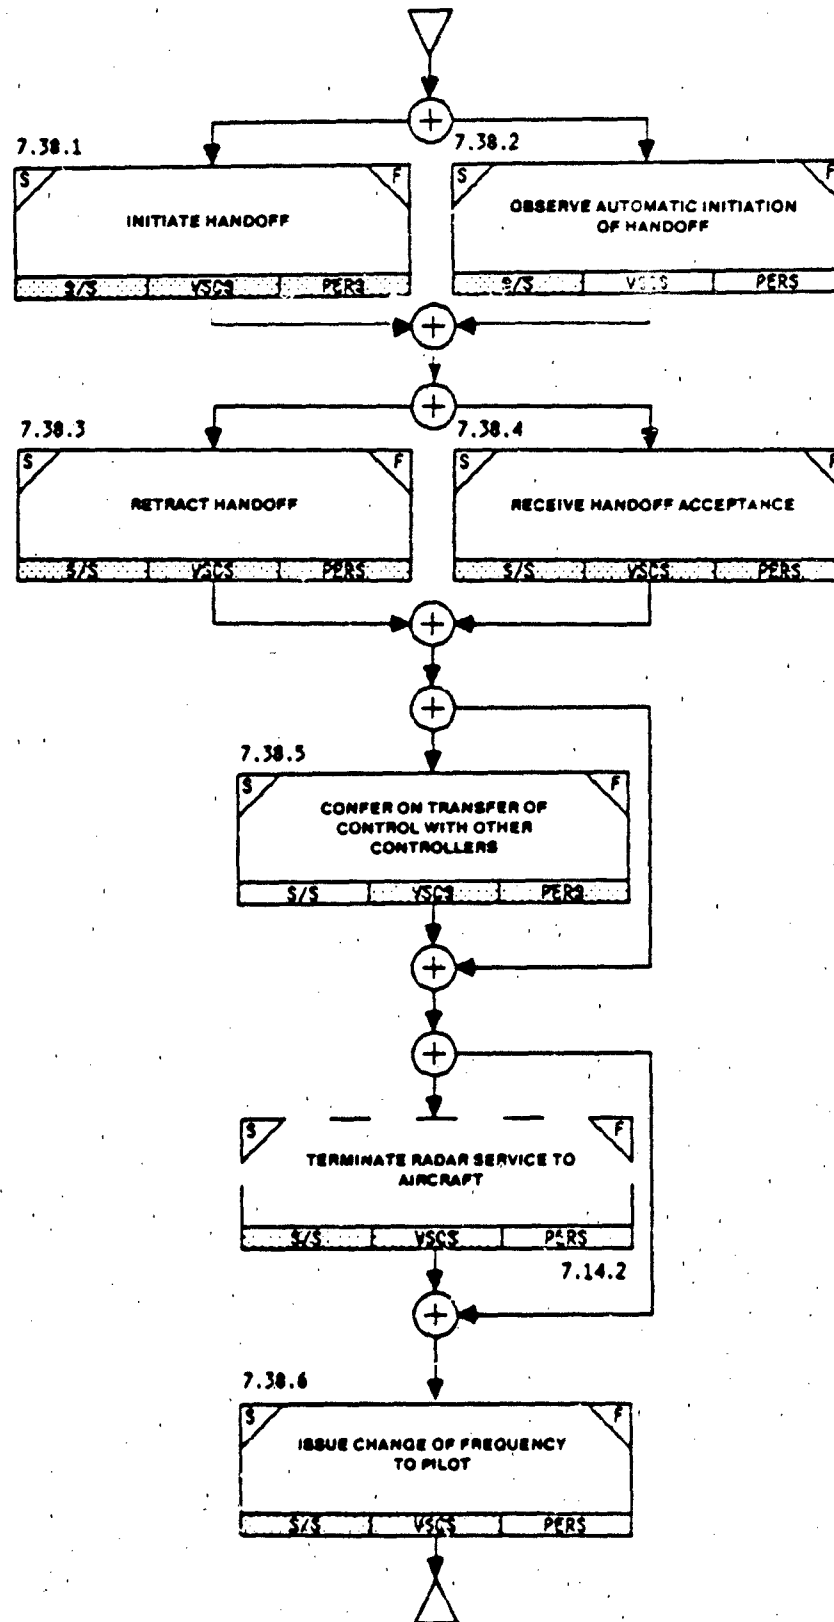 7.38.1
7.38.2
S F
S F
INITIATE HANDOFF
OBSERVE AUTOMATIC INITIATION
OF HANDOFF
S/S VSCS PERS
S/S VSCS PERS
7.38.3
7.38.4
S F
S F
RETRACT HANDOFF
RECEIVE HANDOFF ACCEPTANCE
S/S VSCS PERS
S/S VSCS PERS
7.38.5
S F
CONFER ON TRANSFER OF
CONTROL WITH OTHER
CONTROLLERS
S/S VSCS PERS
S F
TERMINATE RADAR SERVICE TO
AIRCRAFT
S/S VSCS PERS
7.14.2
7.38.6
S F
ISSUE CHANGE OF FREQUENCY
TO PILOT
S/S VSCS PERS